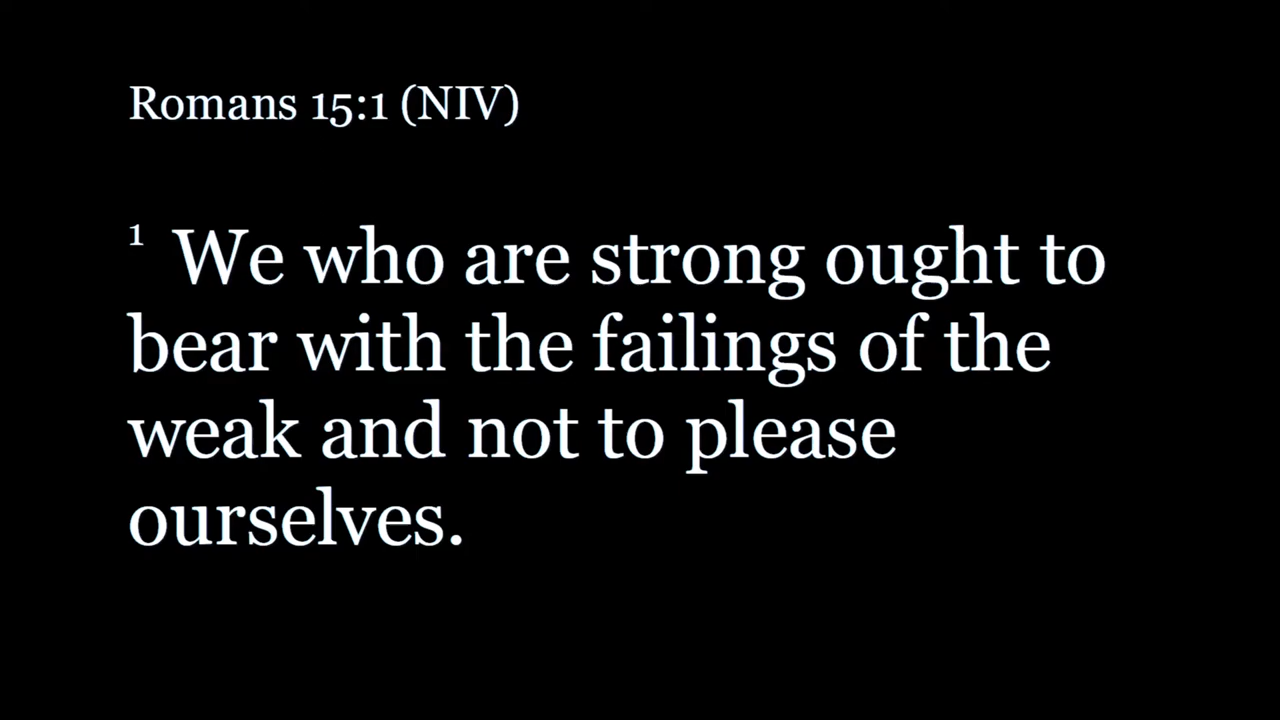 Romans 15:1 (NIV)
1 We who are strong ought to
bear with the failings of the
weak and not to please
ourselves.